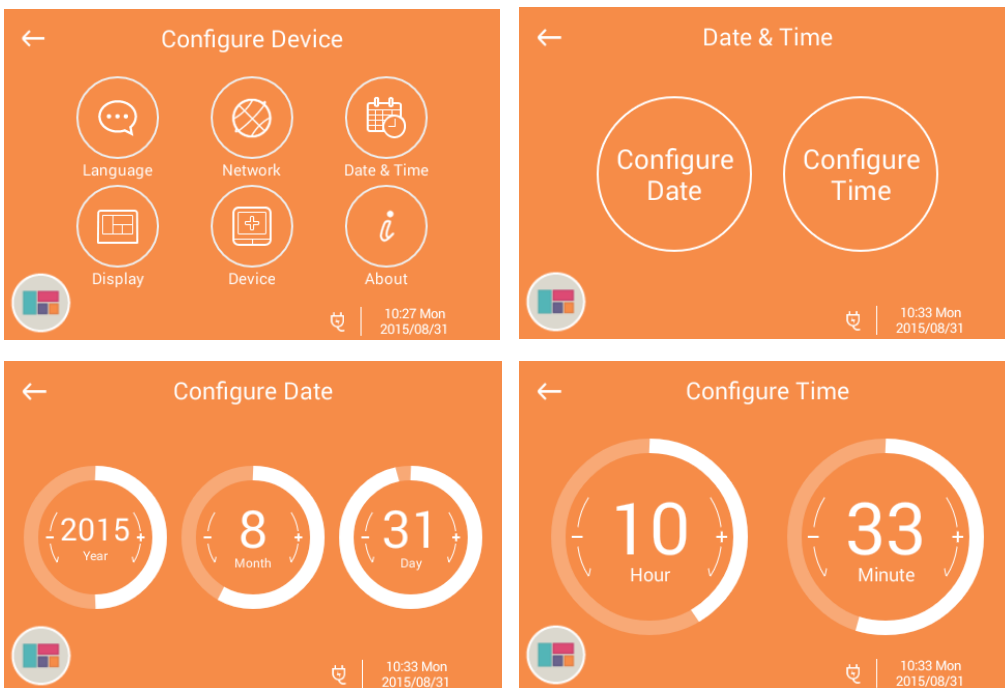 Configure Device
Language
Network
Date & Time
Display
Device
About
10:27 Mon
2015/08/31
Date & Time
Configure
Date
Configure
Time
10:33 Mon
2015/08/31
Configure Date
2015
Year
8
Month
31
Day
- +
- +
- +
10:33 Mon
2015/08/31
Configure Time
10
Hour
33
Minute
- +
- +
10:33 Mon
2015/08/31